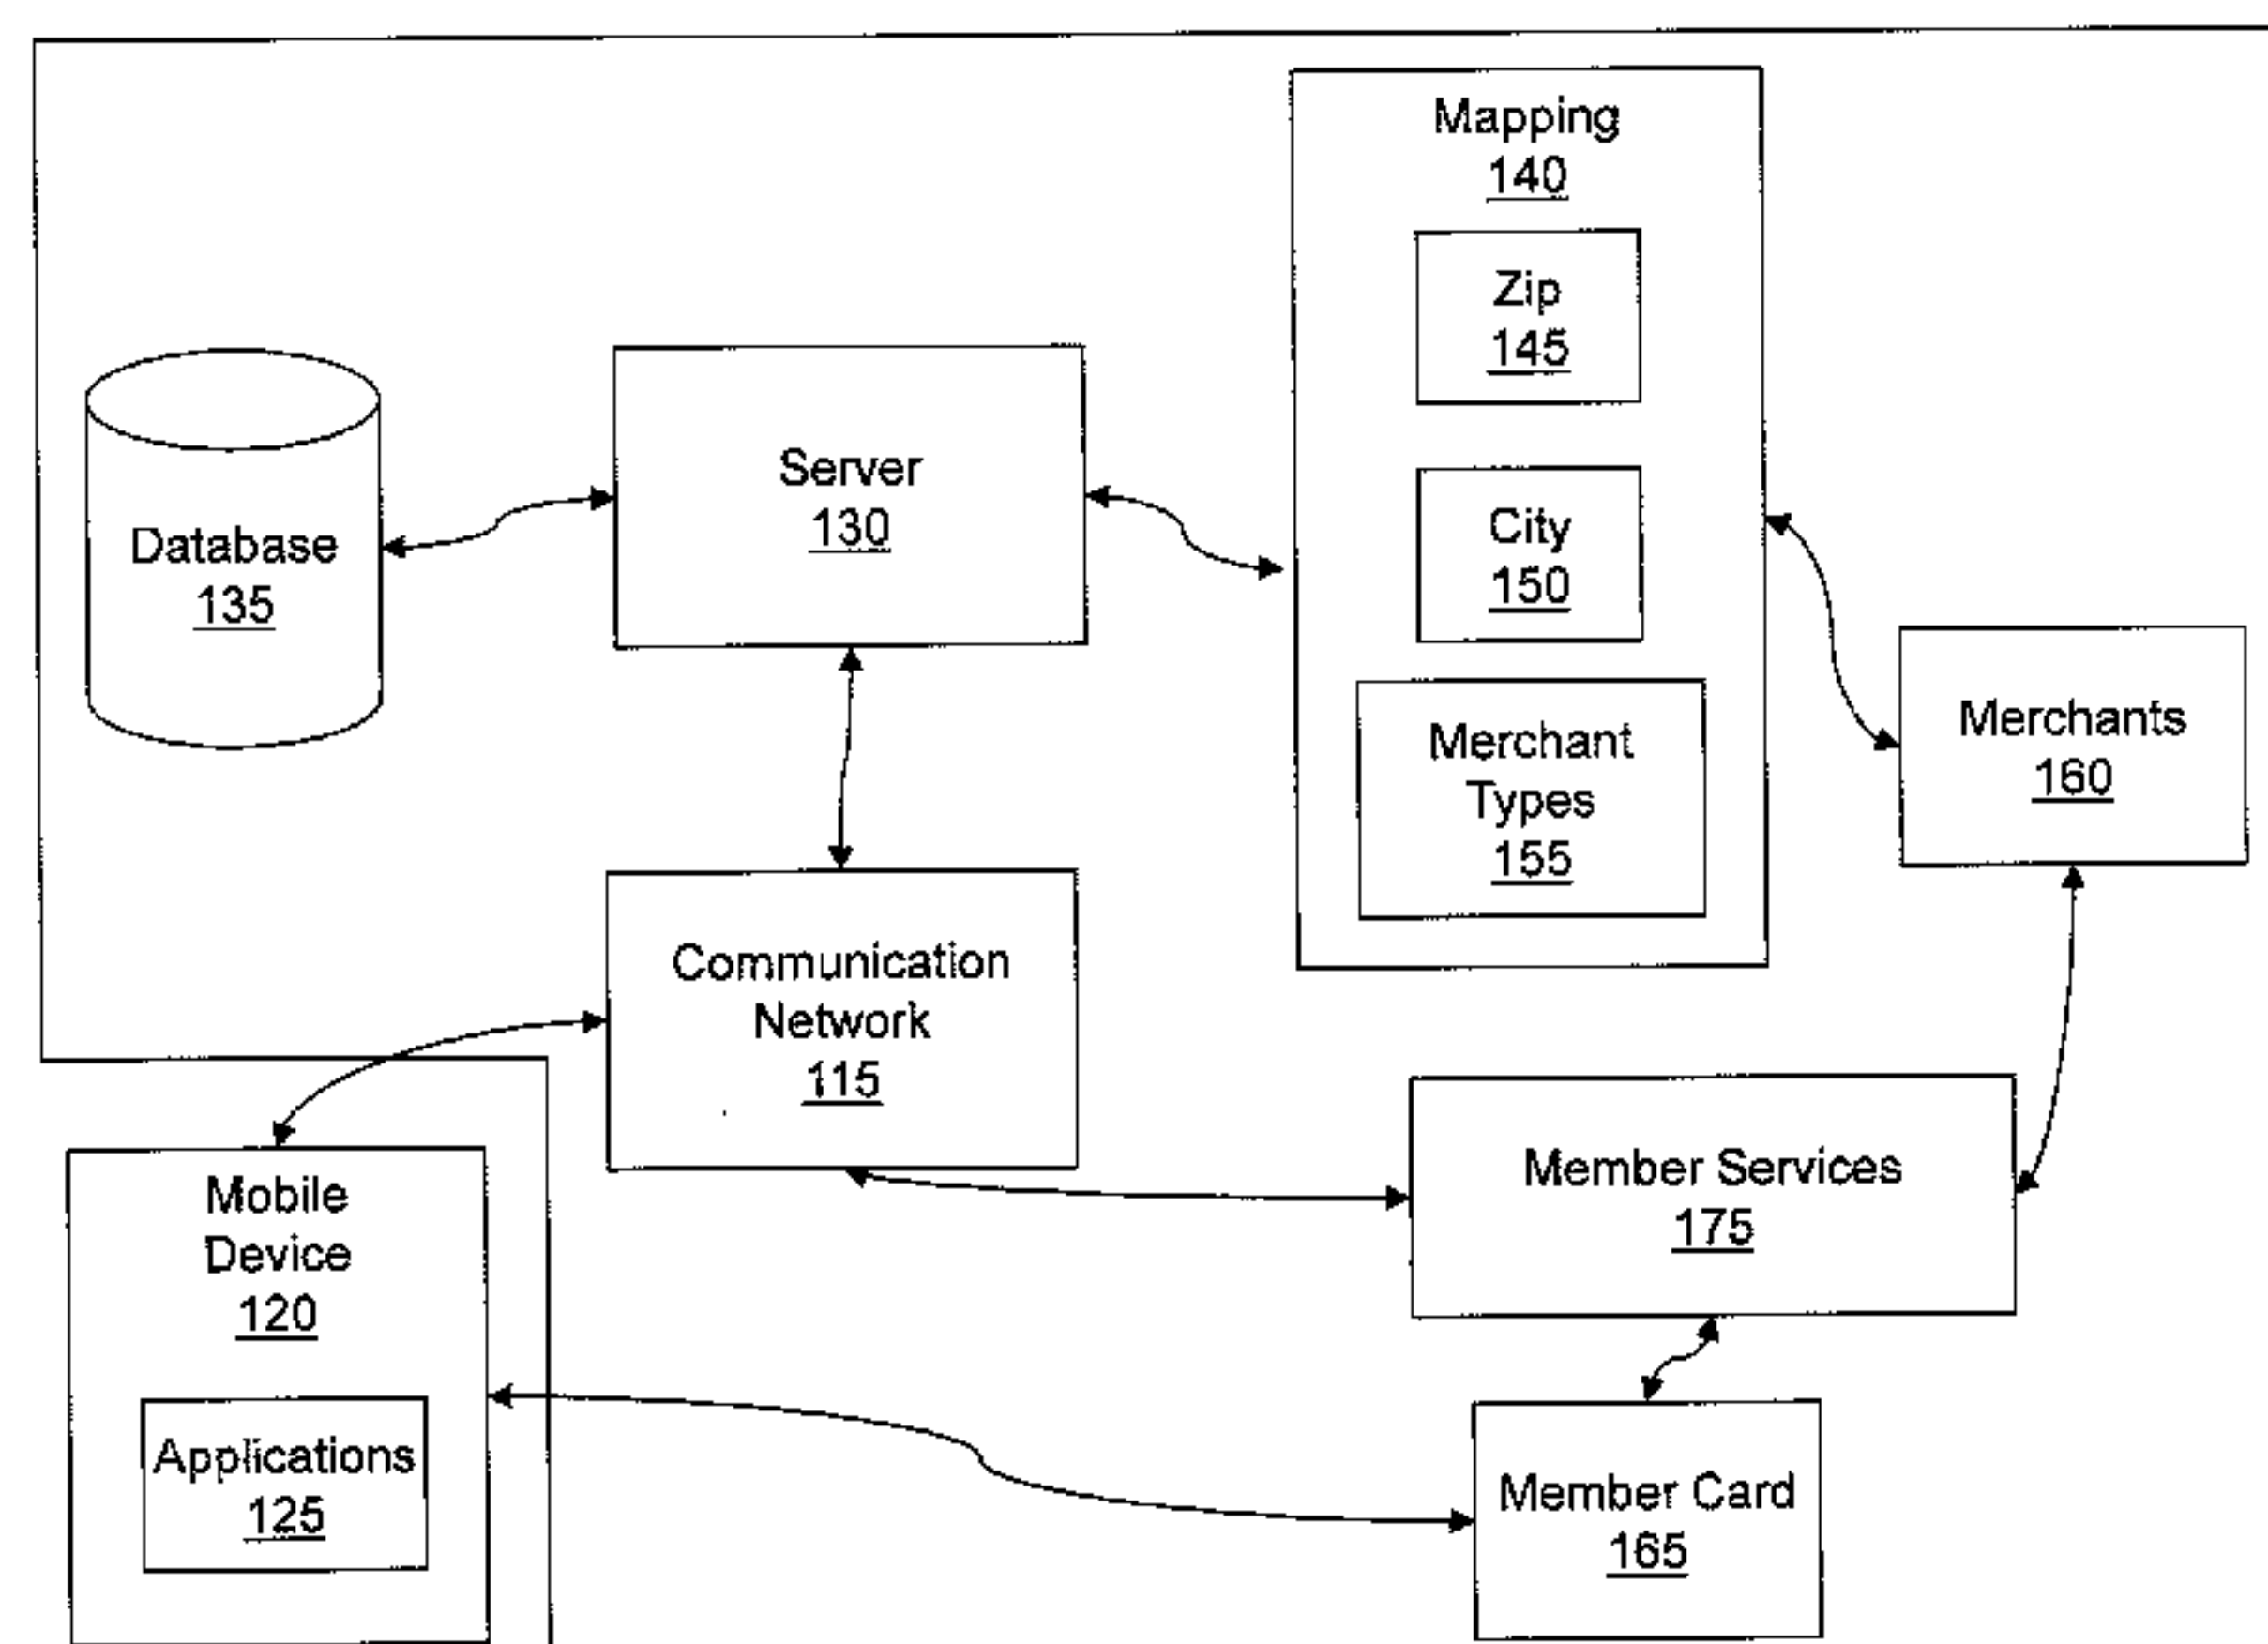 Mapping
140
Zip
145
City
150
Merchant
Types
155
Server
130
Database
135
Merchants
160
Communication
Network
115
Member Services
175
Mobile
Device
120
Applications
125
Member Card
165